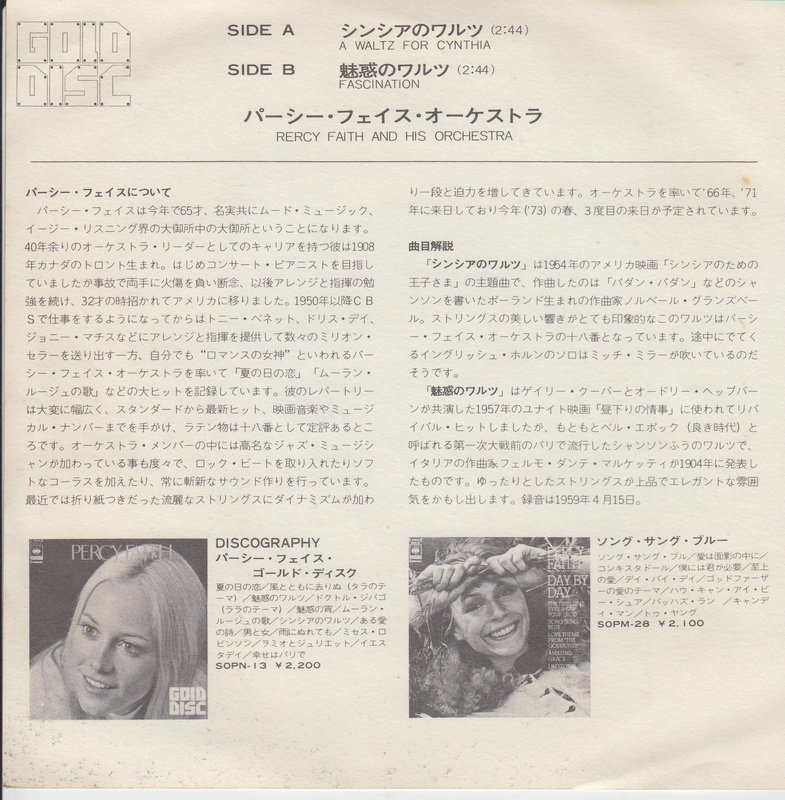 GOLD
DISC
SIDE A シンシアのワルツ (2:44)
A WALTZ FOR CYNTHIA
SIDE B 魅惑のワルツ (2:44)
FASCINATION
パーシー・フェイス・オーケストラ
RERCY FAITH AND HIS ORCHESTRA
パーシー・フェイスについて
パーシー・フェイスは今年で65才、名実共にムード・ミュージック、
イージー・リスニング界の大御所中の大御所ということになります。
40年余りのオーケストラ・リーダーとしてのキャリアを持つ彼は1908
年カナダのトロント生まれ。はじめコンサート・ピアニストを目指し
ていましたが事故で両手に火傷を負い断念、以後アレンジと指揮の勉
強を続け、32才の時招かれてアメリカに移りました。1950年以降CB
Sで仕事をするようになってからはトニー・ベネット、ドリス・デイ、
ジョニー・マチスなどにアレンジと指揮を提供して数々のミリオン・
セラーを送り出す一方、自分でも“ロマンスの女神”といわれるパー
シー・フェイス・オーケストラを率いて「夏の日の恋」「ムーラン・
ルージュの歌」などの大ヒットを記録しています。彼のレパートリー
は大変に幅広く、スタンダードから最新ヒット、映画音楽やミュージ
カル・ナンバーまでを手がけ、ラテン物は十八番として定評あるとこ
ろです。オーケストラ・メンバーの中には高名なジャズ・ミュージシ
ャンが加わっている事も度々で、ロック・ビートを取り入れたりソフ
トなコーラスを加えたり、常に斬新なサウンド作りを行っています。
最近では折り紙つきだった流麗なストリングスにダイナミズムが加わ
り一段と迫力を増してきています。オーケストラを率いて'66年、'71
年に来日しており今年('73)の春、3度目の来日が予定されています。
曲目解説
「シンシアのワルツ」は1954年のアメリカ映画「シンシアのための
王子さま」の主題曲で、作曲したのは「パダン・パダン」などのシャ
ンソンを書いたポーランド生まれの作曲家ノルベール・グランズベー
ル。ストリングスの美しい響きがとても印象的なこのワルツはパーシ
ー・フェイス・オーケストラの十八番となっています。途中にでてく
るイングリッシュ・ホルンのソロはミッチ・ミラーが吹いているのだ
そうです。
「魅惑のワルツ」はゲイリー・クーパーとオードリー・ヘップバー
ンが共演した1957年のユナイト映画「昼下りの情事」に使われてリバ
イバル・ヒットしましたが、もともとベル・エポック（良き時代）と
呼ばれる第一次大戦前のパリで流行したシャンソンふうのワルツで、
イタリアの作曲家フェルモ・ダンテ・マルケッティが1904年に発表し
たものです。ゆったりとしたストリングスが上品でエレガントな雰囲
気をかもし出します。録音は1959年4月15日。
PERCY FAITH
GOLD
DISC
DISCOGRAPHY
パーシー・フェイス・
ゴールド・ディスク
夏の日の恋／風とともに去りぬ（タラのテ
ーマ）／魅惑のワルツ／ドクトル・ジバゴ
（ララのテーマ）／魅惑の宵／ムーラン・
ルージュの歌／シンシアのワルツ／ある愛
の詩／男と女／雨にぬれても／ミセス・ロ
ビンソン／ロミオとジュリエット／イエス
タデイ／幸せはパリで
SOPN-13 ¥2,200
PERCY
FAITH
DAY BY
DAY
ソング・サング・ブルー
ソング・サング・ブル／愛は面影の中に／
コンキスタドール／僕には君が必要／至上
の愛／デイ・バイ・デイ／ゴッドファーザ
ーの愛のテーマ／ハウ・キャン・アイ・ビ
ー・シュア／バッハズ・ラン ／キャンデ
ィ・マン／トゥ・ヤング
SOPM-28 ¥2,100